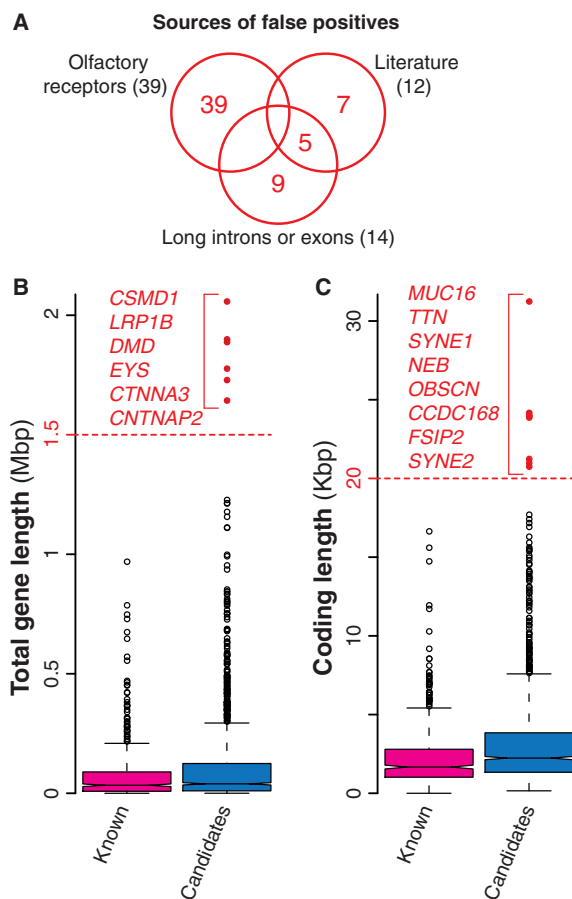 A
Sources of false positives
Olfactory
receptors (39)
Literature
(12)
39
7
5
9
Long introns or exons (14)
B
CSMD1
LRP1B
DMD
EYS
CTNNA3
CNTNAP2
Total gene length (Mbp)
2
1.5
1
0.5
0
Known
Candidates
C
MUC16
TTN
SYNE1
NEB
OBSCN
CCDC168
FSIP2
SYNE2
Coding length (Kbp)
30
20
10
0
Known
Candidates